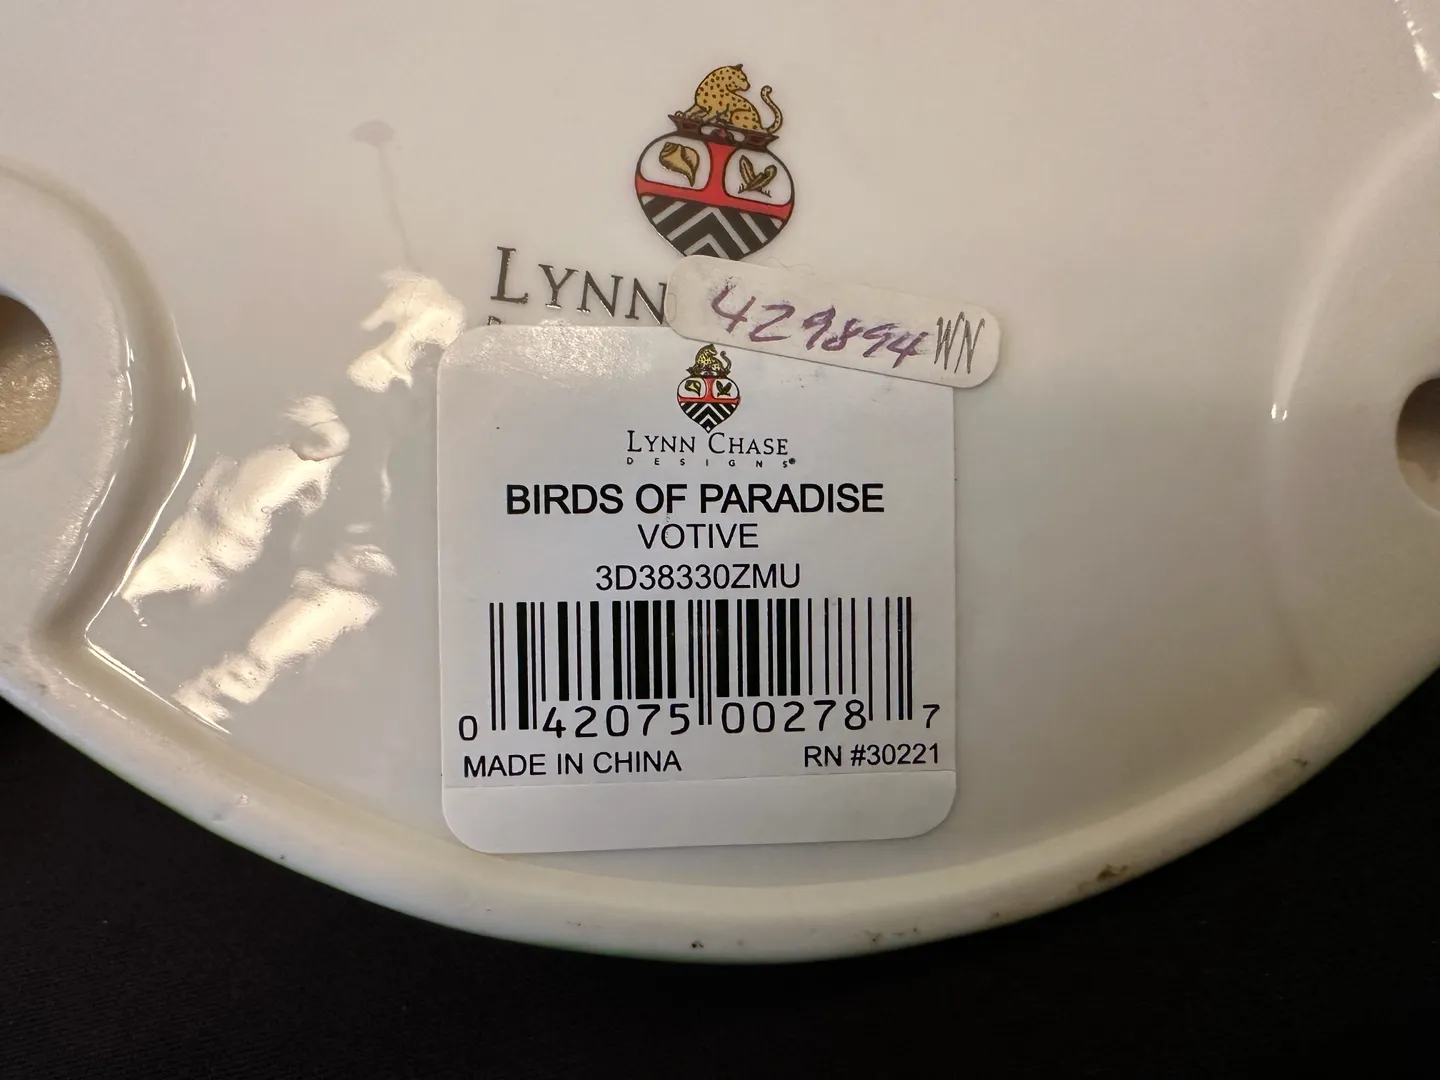 LYNN
429894 WN
LYNN CHASE
DESIGNS®
BIRDS OF PARADISE
VOTIVE
3D38330ZMU
0 42075 00278 7
MADE IN CHINA RN #30221